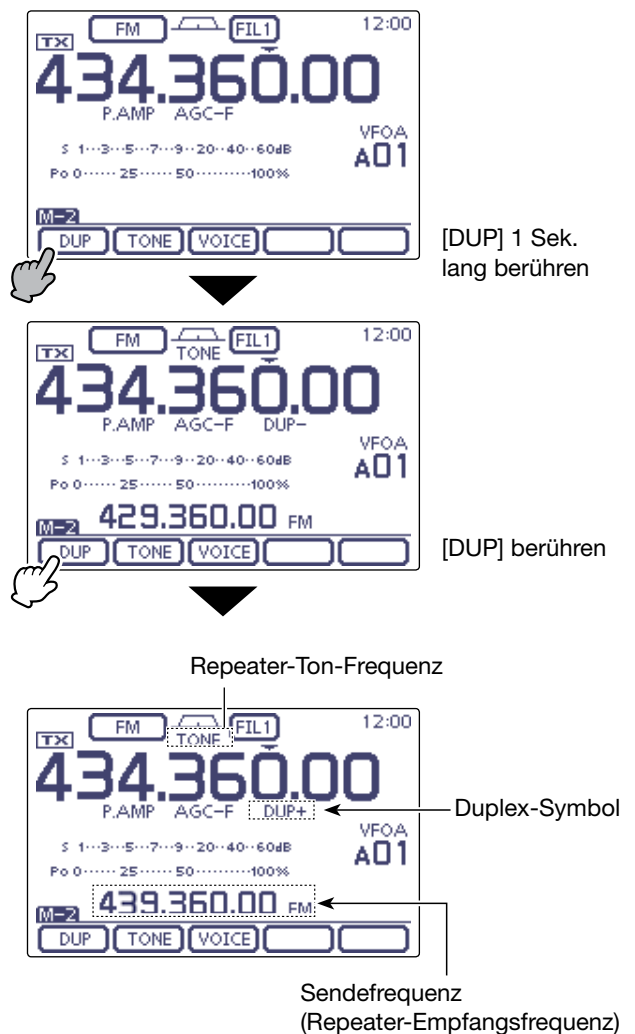 FM FIL1 12:00
TX
434.360.00
P.AMP AGC-F
VFOA
S 1···3···5···7···9··20··40··60dB
A01
Po 0······ 25······ 50··········100%
M-2
DUP TONE VOICE
[DUP] 1 Sek.
lang berühren
FM FIL1 12:00
TX TONE
434.360.00
P.AMP AGC-F DUP-
VFOA
S 1···3···5···7···9··20··40··60dB
A01
Po 0······ 25······ 50··········100%
M-2 429.360.00 FM
DUP TONE VOICE
[DUP] berühren
Repeater-Ton-Frequenz
FM FIL1 12:00
TX TONE
434.360.00
P.AMP AGC-F DUP+
Duplex-Symbol
VFOA
S 1···3···5···7···9··20··40··60dB
A01
Po 0······ 25······ 50··········100%
M-2 439.360.00 FM
DUP TONE VOICE
Sendefrequenz
(Repeater-Empfangsfrequenz)